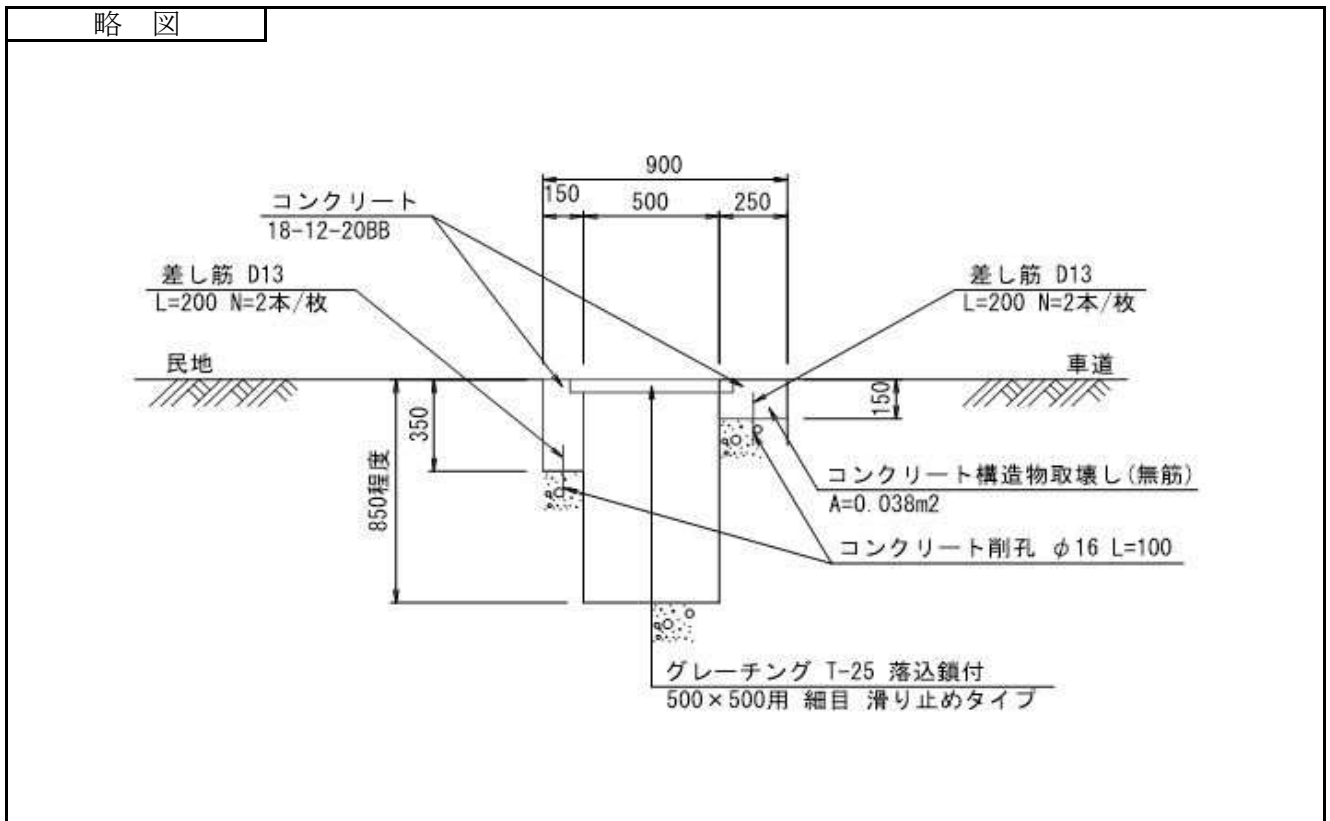 略 図
900
150
500
250
コンクリート
18-12-20BB
差し筋 D13
L=200 N=2本/枚
差し筋 D13
L=200 N=2本/枚
民地
車道
350
150
850程度
コンクリート構造物取壊し(無筋)
A=0.038m2
コンクリート削孔 φ16 L=100
グレーチング T-25 落込鎖付
500×500用 細目 滑り止めタイプ